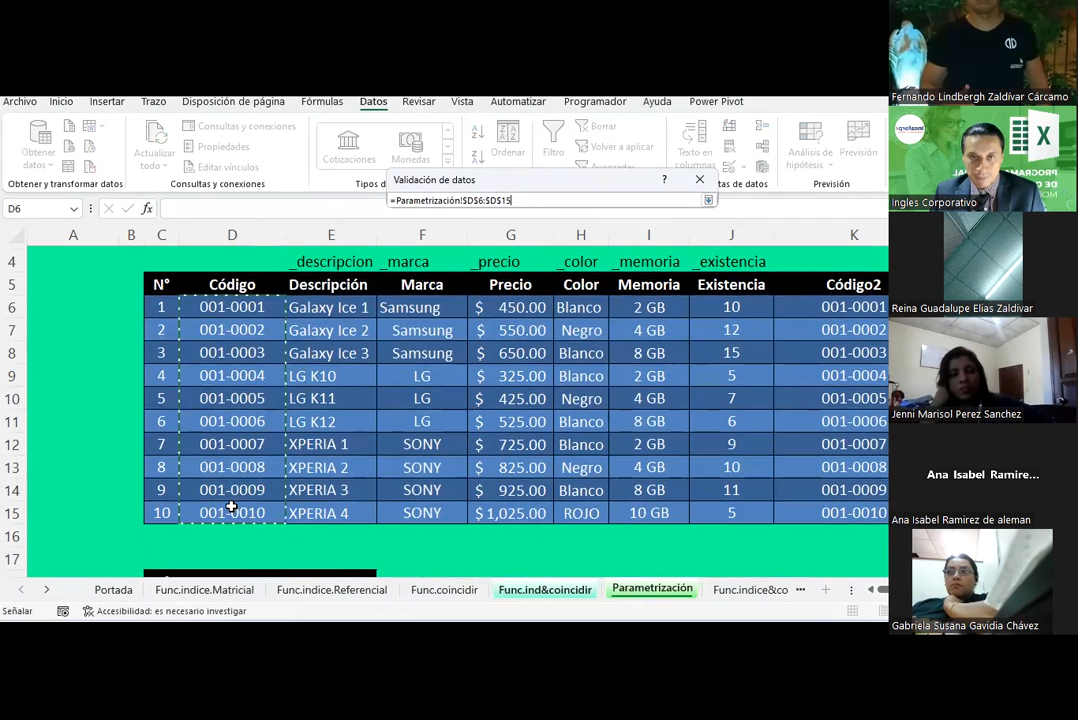 Archivo Inicio Insertar Trazo Disposición de página Fórmulas Datos Revisar Vista Automatizar Programador Ayuda Power Pivot
Obtener datos
Actualizar todo
Consultas y conexiones
Propiedades
Editar vínculos
Cotizaciones
Monedas
Ordenar
Filtro
Borrar
Volver a aplicar
Texto en columnas
Análisis de hipótesis
Previsión
Obtener y transformar datos
Consultas y conexiones
Validación de datos ?
=Parametrización!$D$6:$D$15
D6 fx
A B C D E F G H I J K
4 _descripcion _marca _precio _color _memoria _existencia
5 N° Código Descripción Marca Precio Color Memoria Existencia Código2
6 1 001-0001 Galaxy Ice 1 Samsung $ 450.00 Blanco 2 GB 10 001-0001
7 2 001-0002 Galaxy Ice 2 Samsung $ 550.00 Negro 4 GB 12 001-0002
8 3 001-0003 Galaxy Ice 3 Samsung $ 650.00 Blanco 8 GB 15 001-0003
9 4 001-0004 LG K10 LG $ 325.00 Blanco 2 GB 5 001-0004
10 5 001-0005 LG K11 LG $ 425.00 Negro 4 GB 7 001-0005
11 6 001-0006 LG K12 LG $ 525.00 Blanco 8 GB 6 001-0006
12 7 001-0007 XPERIA 1 SONY $ 725.00 Blanco 2 GB 9 001-0007
13 8 001-0008 XPERIA 2 SONY $ 825.00 Negro 4 GB 10 001-0008
14 9 001-0009 XPERIA 3 SONY $ 925.00 Blanco 8 GB 11 001-0009
15 10 001-0010 XPERIA 4 SONY $ 1,025.00 ROJO 10 GB 5 001-0010
16
17
Portada Func.indice.Matricial Func.indice.Referencial Func.coincidir Func.ind&coincidir Parametrización Func.indice&co ...
Señalar Accesibilidad: es necesario investigar
Fernando Lindbergh Zaldívar Cárcamo
Ingles Corporativo
Reina Guadalupe Elias Zaldivar
Jenni Marisol Perez Sanchez
Ana Isabel Ramire...
Ana Isabel Ramirez de aleman
Gabriela Susana Gavidia Chávez